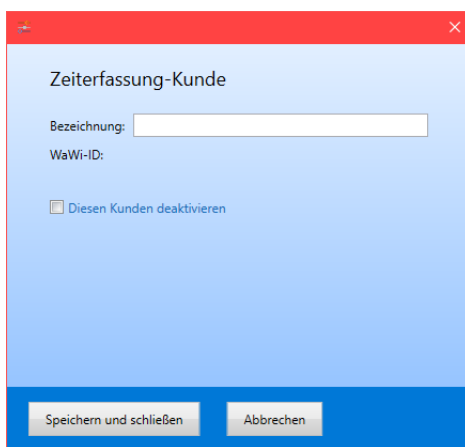 Zeiterfassung-Kunde
Bezeichnung:
WaWi-ID:
Diesen Kunden deaktivieren
Speichern und schließen
Abbrechen